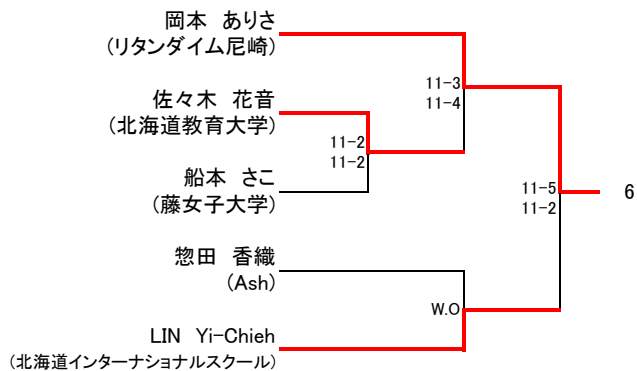 岡本　ありさ
(リタンダイム尼崎)
11-3
11-4
佐々木　花音
(北海道教育大学)
11-2
11-2
船本　さこ
(藤女子大学)
11-5
11-2
6
惣田　香織
(Ash)
W.O
LIN　Yi-Chieh
(北海道インターナショナルスクール)